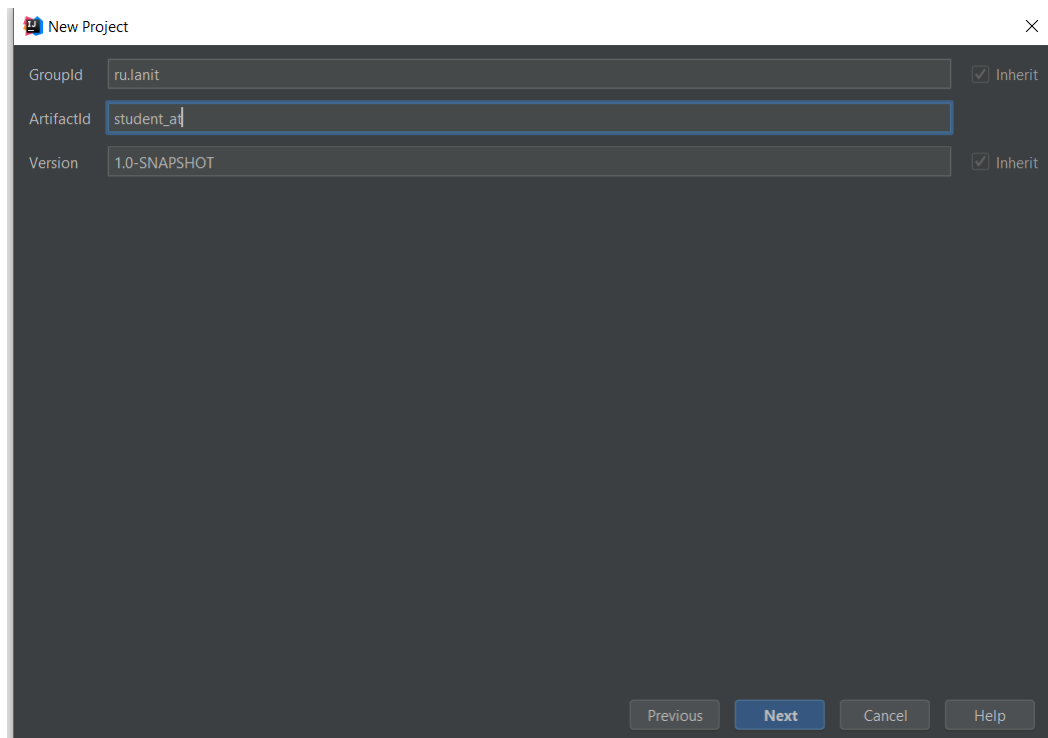 New Project
GroupId ru.lanit Inherit
ArtifactId student_at
Version 1.0-SNAPSHOT Inherit
Previous Next Cancel Help